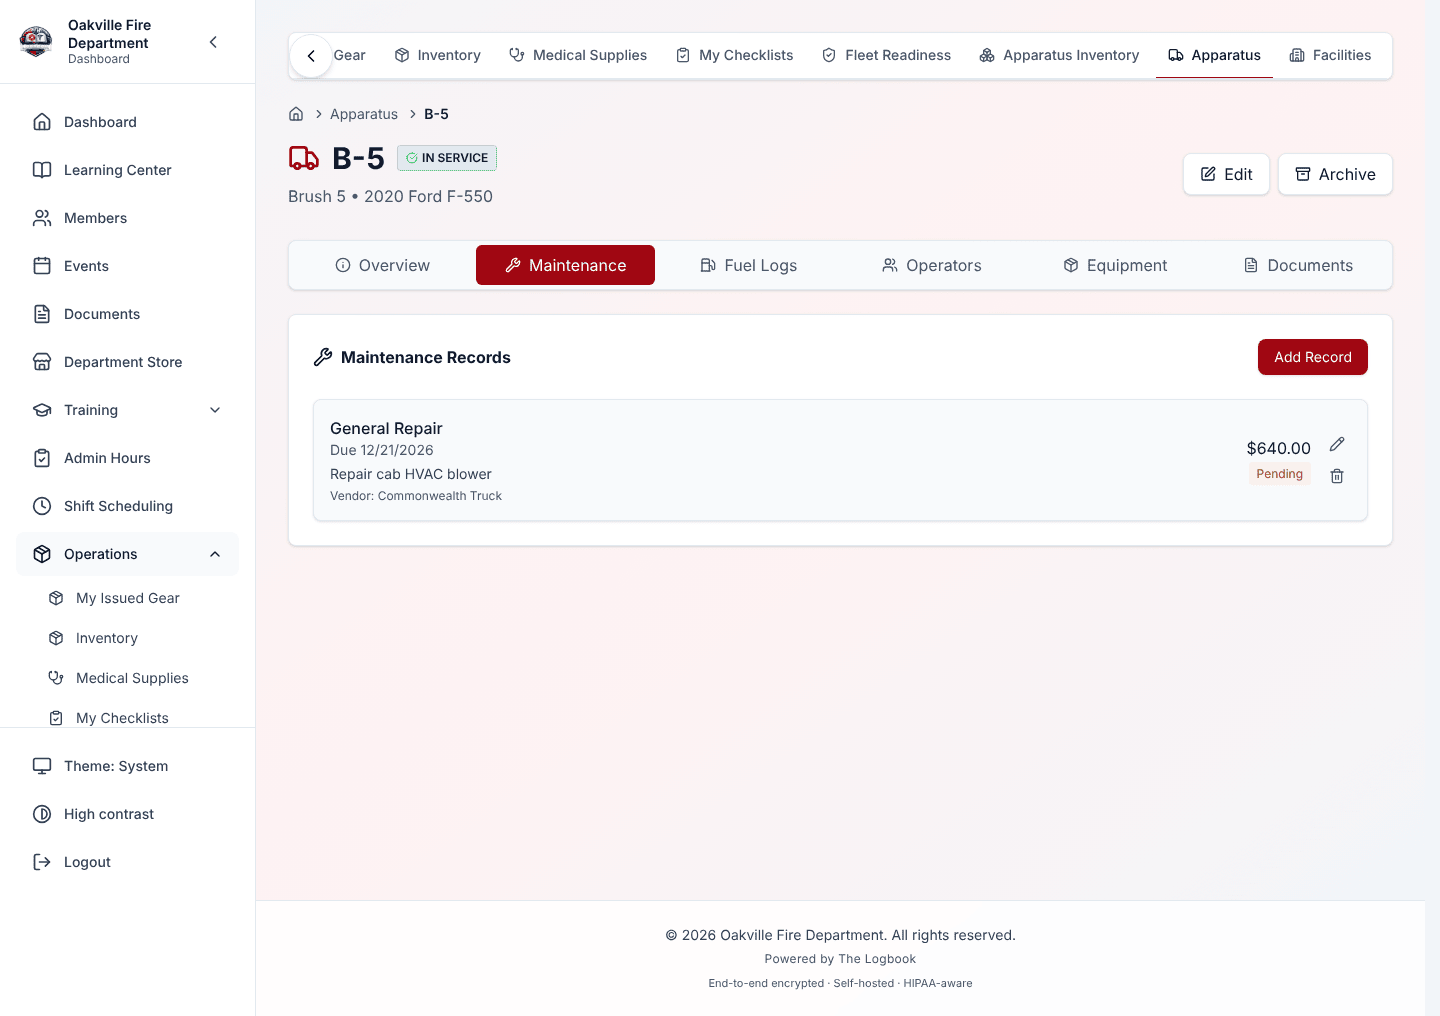 Oakville Fire
Department
Dashboard
Dashboard
Learning Center
Members
Events
Documents
Department Store
Training
Admin Hours
Shift Scheduling
Operations
My Issued Gear
Inventory
Medical Supplies
My Checklists
Theme: System
High contrast
Logout
Gear Inventory Medical Supplies My Checklists Fleet Readiness Apparatus Inventory Apparatus Facilities
Apparatus B-5
B-5 IN SERVICE
Brush 5 • 2020 Ford F-550
Edit Archive
Overview Maintenance Fuel Logs Operators Equipment Documents
Maintenance Records
Add Record
General Repair
Due 12/21/2026
Repair cab HVAC blower
Vendor: Commonwealth Truck
$640.00
Pending
© 2026 Oakville Fire Department. All rights reserved.
Powered by The Logbook
End-to-end encrypted · Self-hosted · HIPAA-aware